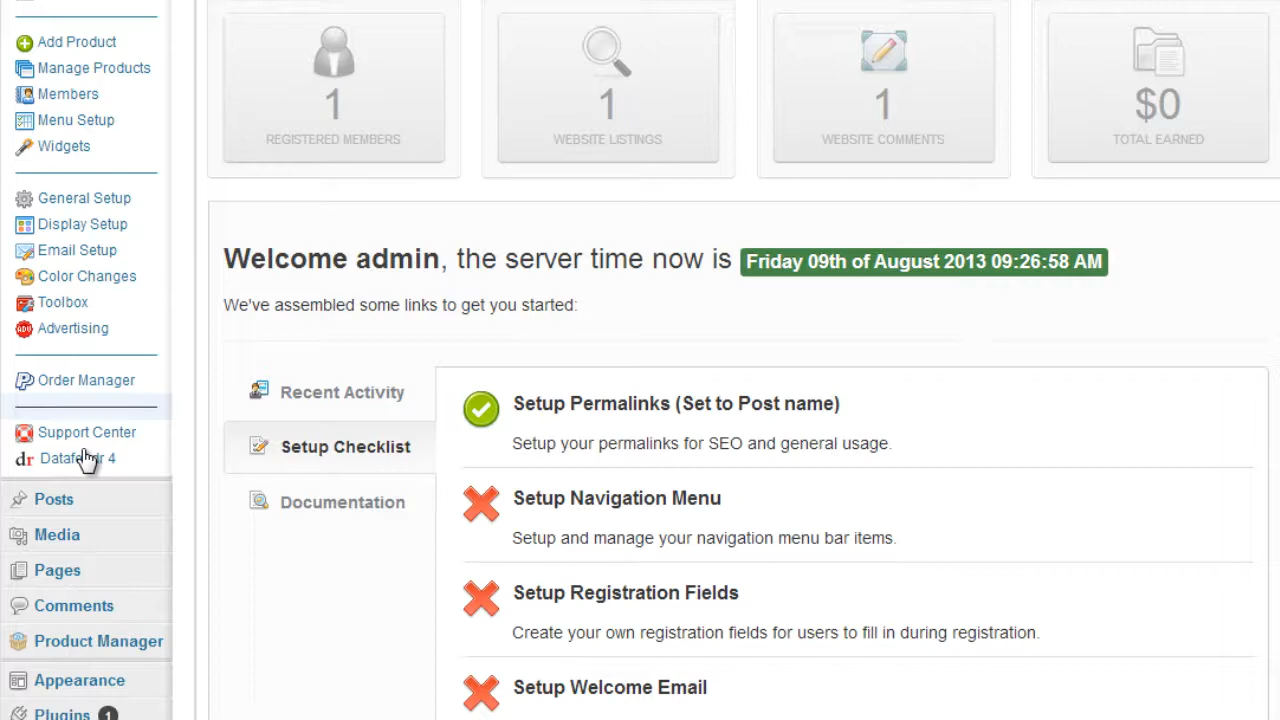 Add Product
Manage Products
Members
Menu Setup
Widgets
General Setup
Display Setup
Email Setup
Color Changes
Toolbox
ADV Advertising
Order Manager
Support Center
dr Datafeedr 4
Posts
Media
Pages
Comments
Product Manager
Appearance
Plugins 1
1
REGISTERED MEMBERS
1
WEBSITE LISTINGS
1
WEBSITE COMMENTS
$0
TOTAL EARNED
Welcome admin, the server time now is Friday 09th of August 2013 09:26:58 AM
We've assembled some links to get you started:
Recent Activity
Setup Checklist
Documentation
Setup Permalinks (Set to Post name)
Setup your permalinks for SEO and general usage.
Setup Navigation Menu
Setup and manage your navigation menu bar items.
Setup Registration Fields
Create your own registration fields for users to fill in during registration.
Setup Welcome Email